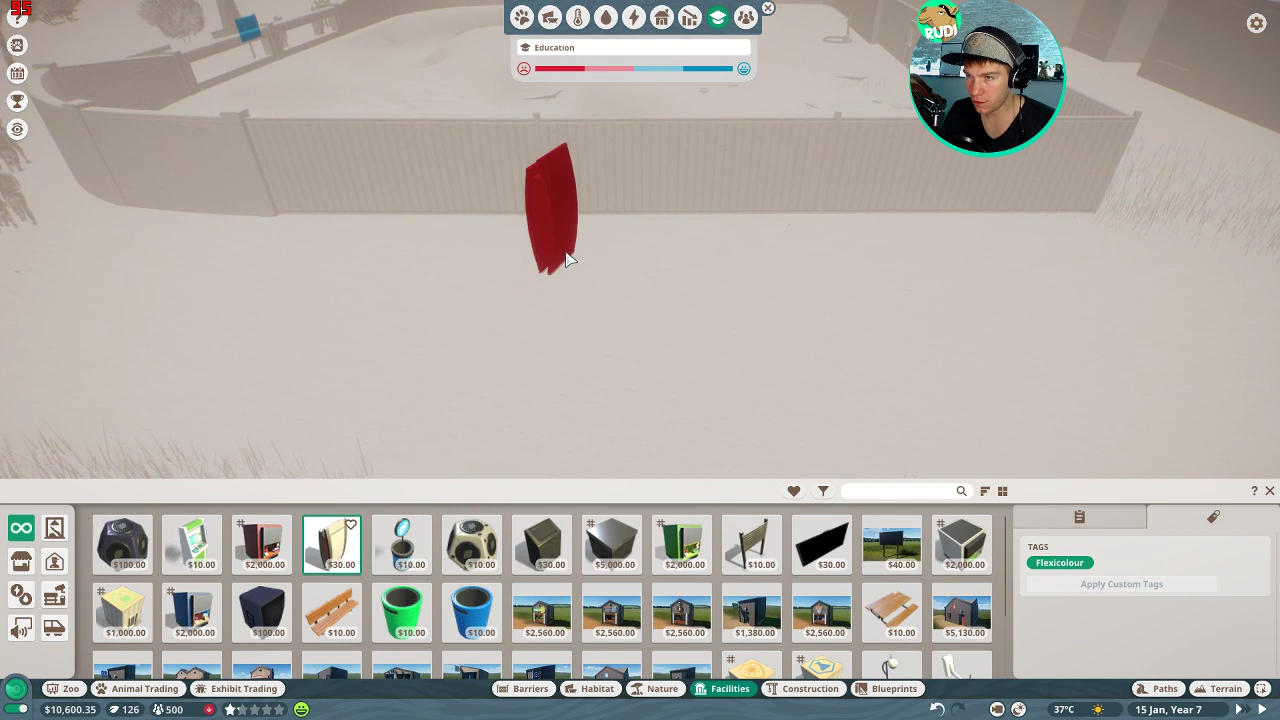 95
RUDI
Education
$100.00
$10.00
$2,000.00
$30.00
$10.00
$10.00
$30.00
$5,000.00
$2,000.00
$10.00
$30.00
$40.00
$2,000.00
$1,000.00
$2,000.00
$100.00
$10.00
$10.00
$10.00
$2,560.00
$2,560.00
$2,560.00
$1,380.00
$2,560.00
$10.00
$5,130.00
TAGS
Flexicolour
Apply Custom Tags
Zoo
Animal Trading
Exhibit Trading
Barriers
Habitat
Nature
Facilities
Construction
Blueprints
Paths
Terrain
$10,600.35
126
500
37°C
15 Jan, Year 7